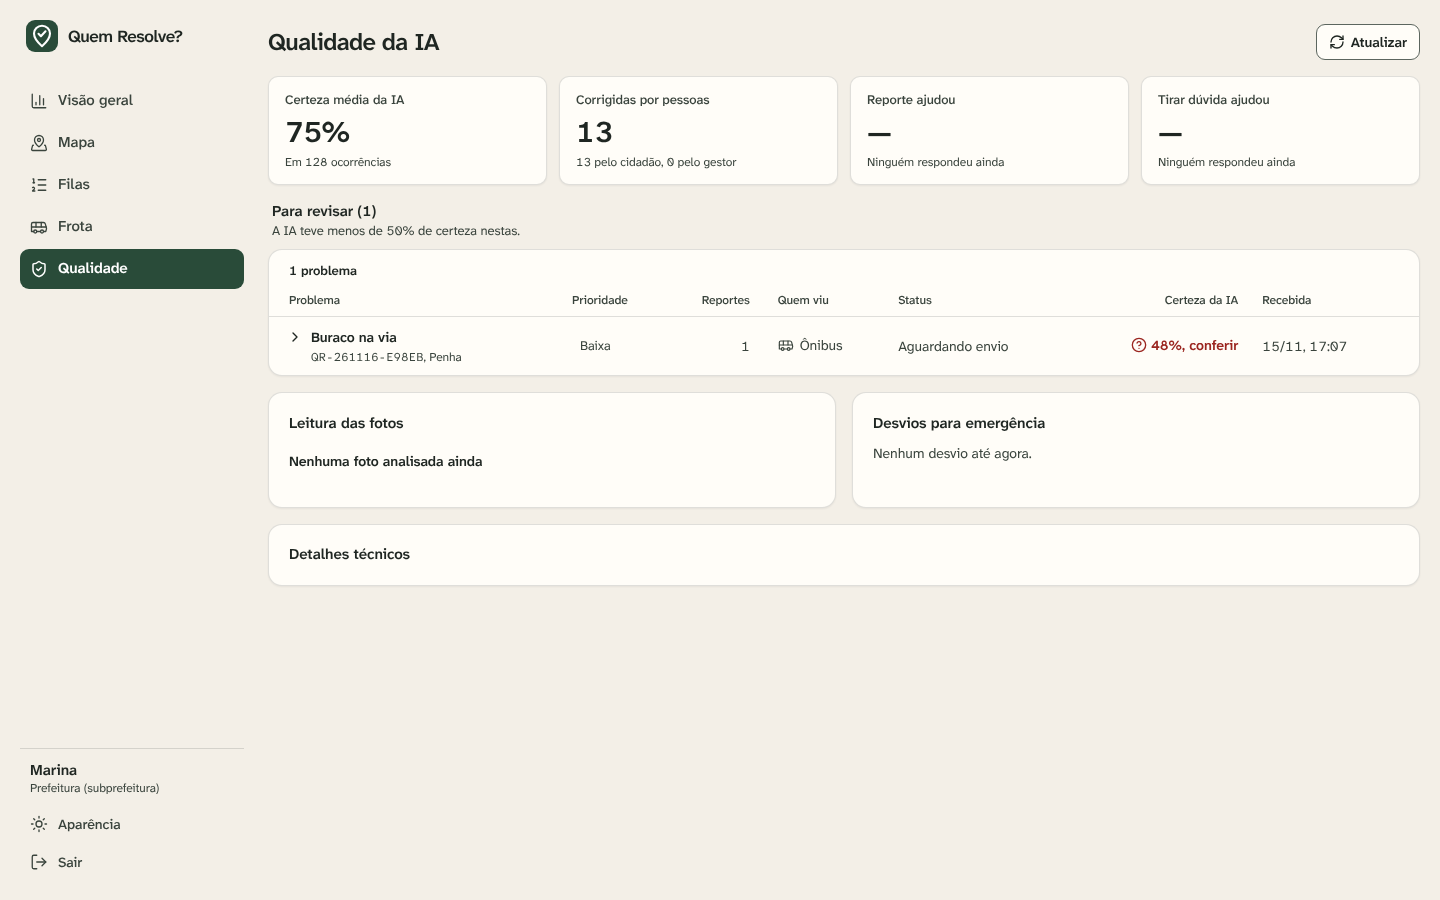 Quem Resolve?
Visão geral
Mapa
Filas
Frota
Qualidade
Marina
Prefeitura (subprefeitura)
Aparência
Sair
Qualidade da IA
Atualizar
Certeza média da IA
75%
Em 128 ocorrências
Corrigidas por pessoas
13
13 pelo cidadão, 0 pelo gestor
Reporte ajudou
—
Ninguém respondeu ainda
Tirar dúvida ajudou
—
Ninguém respondeu ainda
Para revisar (1)
A IA teve menos de 50% de certeza nestas.
1 problema
Problema Prioridade Reportes Quem viu Status Certeza da IA Recebida
Buraco na via
QR-261116-E98EB, Penha
Baixa 1 Ônibus Aguardando envio 48%, conferir 15/11, 17:07
Leitura das fotos
Nenhuma foto analisada ainda
Desvios para emergência
Nenhum desvio até agora.
Detalhes técnicos